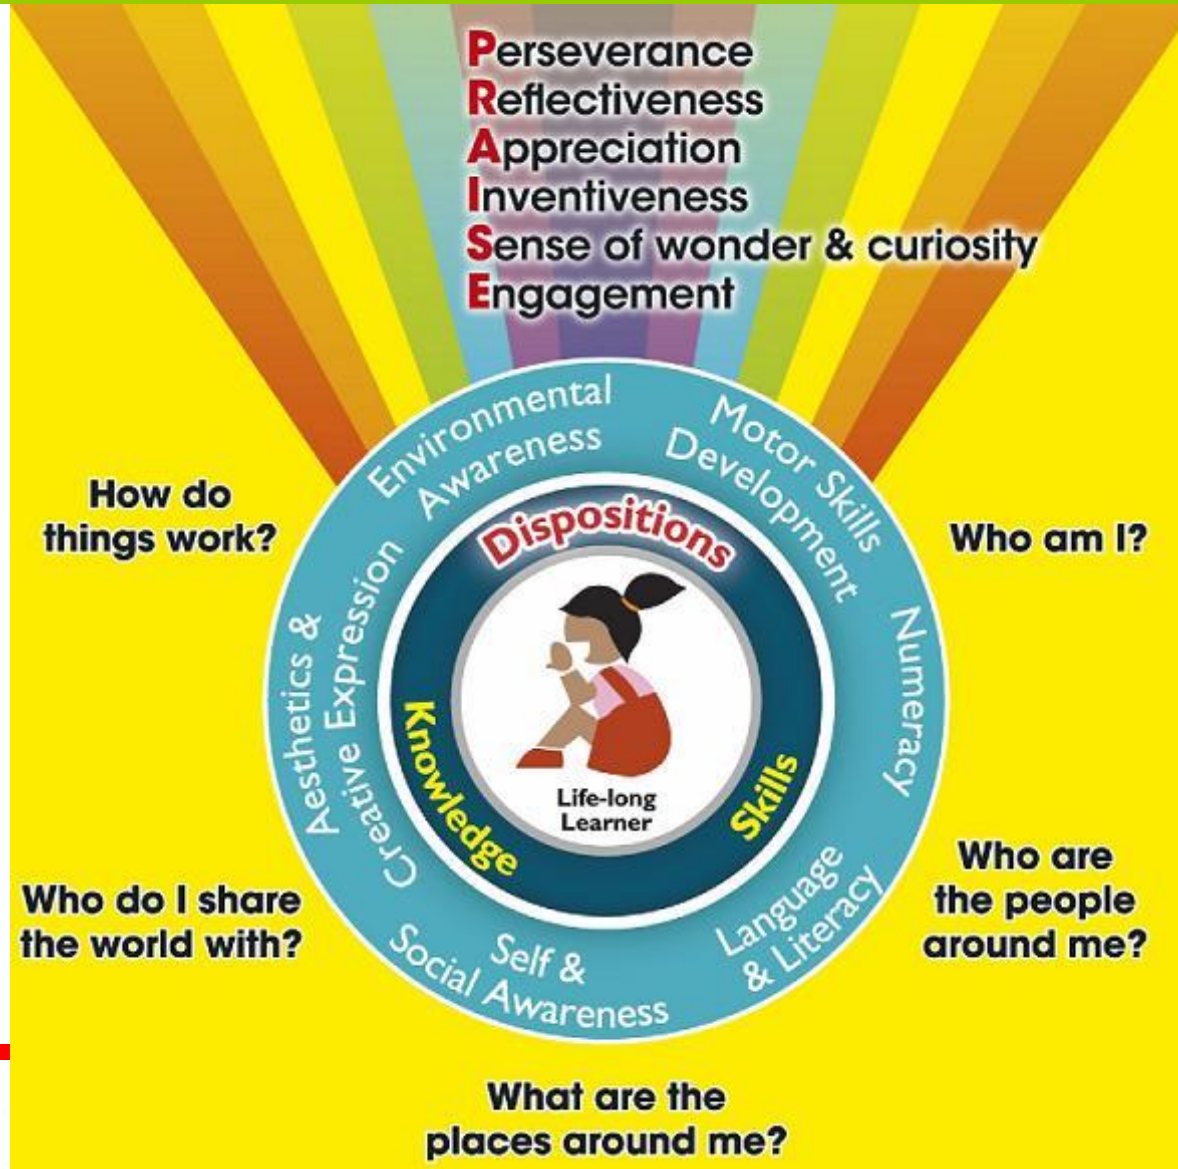 Perseverance
Reflectiveness
Appreciation
Inventiveness
Sense of wonder & curiosity
Engagement
Environmental
Awareness
Motor Skills
Development
Numeracy
Language
& Literacy
Self &
Social Awareness
Aesthetics &
Creative Expression
Dispositions
Skills
Knowledge
Life-long
Learner
How do
things work?
Who am I?
Who do I share
the world with?
Who are
the people
around me?
What are the
places around me?